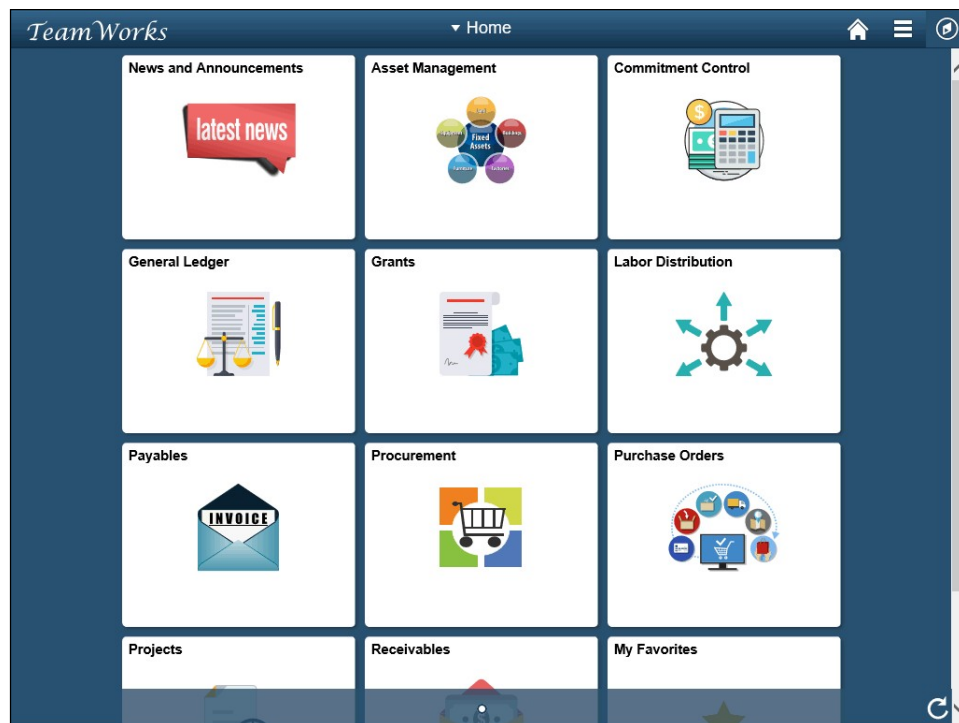 TeamWorks
Home
News and Announcements
Asset Management
Commitment Control
latest news
Fixed
Assets
General Ledger
Grants
Labor Distribution
Payables
Procurement
Purchase Orders
INVOICE
Projects
Receivables
My Favorites